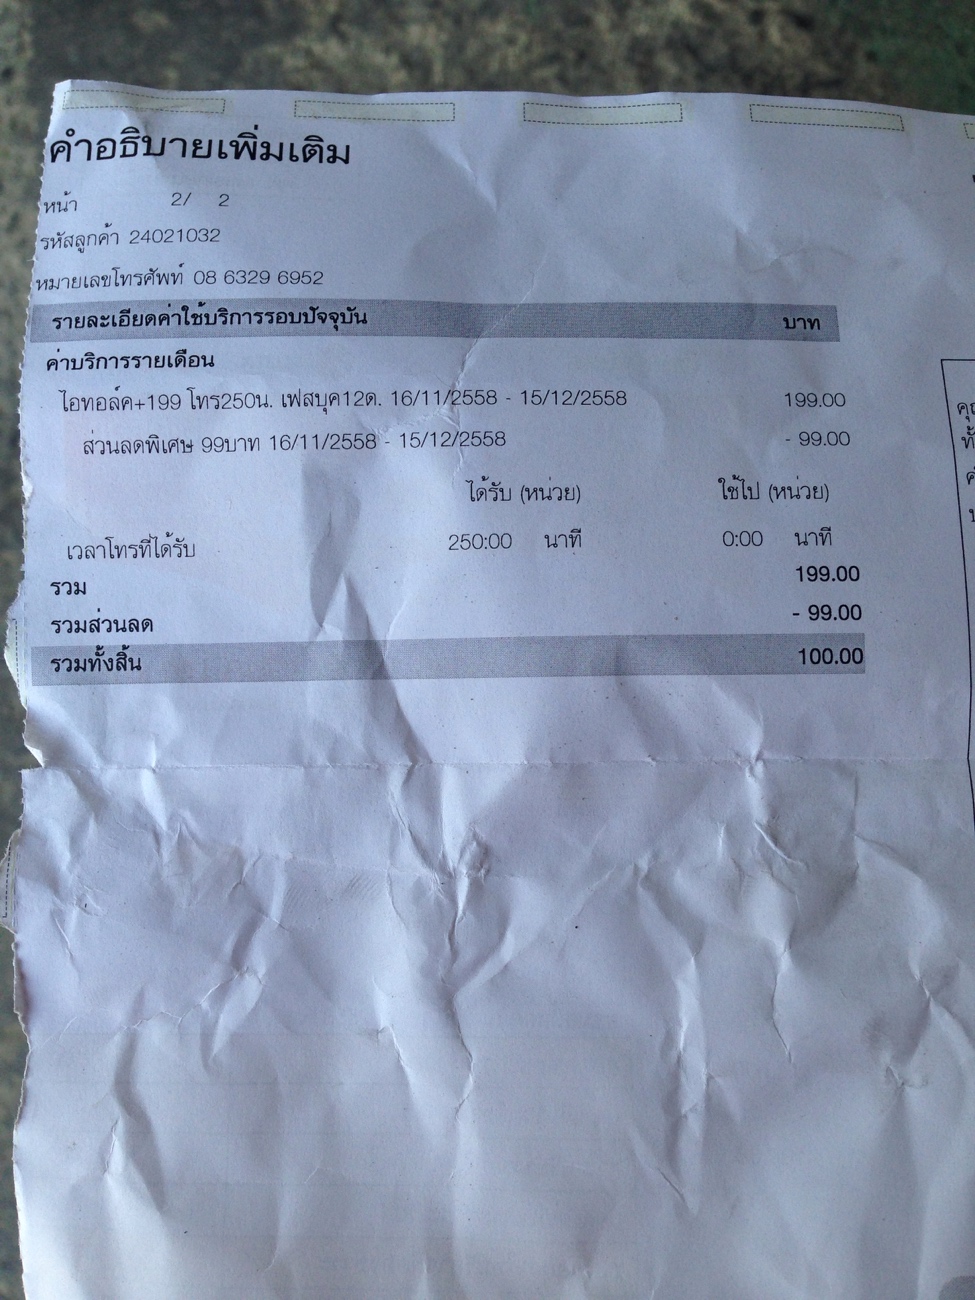 คำอธิบายเพิ่มเติม
หน้า 2/ 2
รหัสลูกค้า 24021032
หมายเลขโทรศัพท์ 08 6329 6952
รายละเอียดค่าใช้บริการรอบปัจจุบัน บาท
ค่าบริการรายเดือน
ไอทอล์ค+199 โทร250น. เฟสบุค12ด. 16/11/2558 - 15/12/2558 199.00
ส่วนลดพิเศษ 99บาท 16/11/2558 - 15/12/2558 - 99.00
ได้รับ (หน่วย) ใช้ไป (หน่วย)
เวลาโทรที่ได้รับ 250:00 นาที 0:00 นาที
รวม 199.00
รวมส่วนลด - 99.00
รวมทั้งสิ้น 100.00